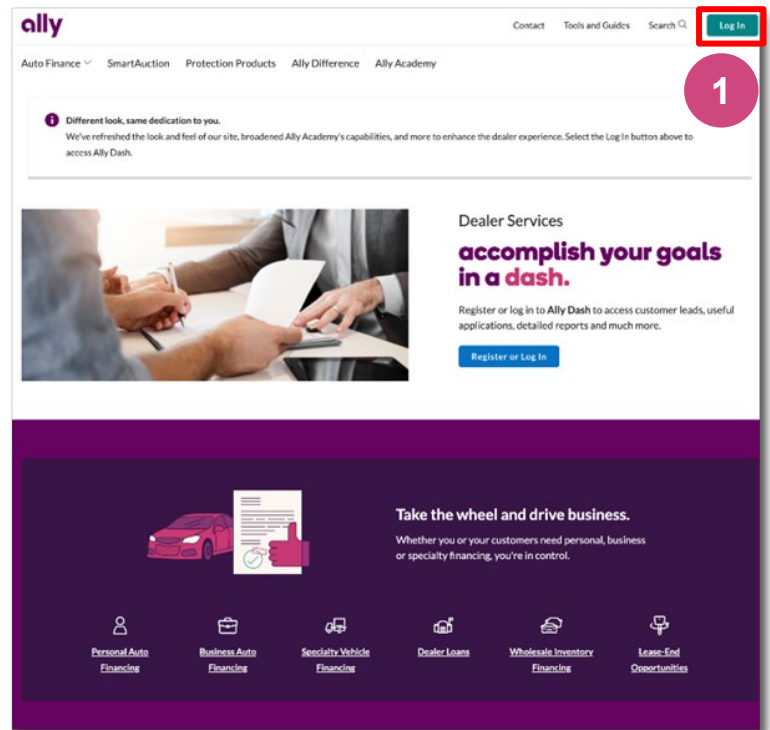 ally
Contact Tools and Guides Search Log In
Auto Finance SmartAuction Protection Products Ally Difference Ally Academy
1
Different look, same dedication to you.
We've refreshed the look and feel of our site, broadened Ally Academy's capabilities, and more to enhance the dealer experience. Select the Log In button above to
access Ally Dash.
Dealer Services
accomplish your goals
in a dash.
Register or log in to Ally Dash to access customer leads, useful
applications, detailed reports and much more.
Register or Log In
Take the wheel and drive business.
Whether you or your customers need personal, business
or specialty financing, you're in control.
Personal Auto
Financing
Business Auto
Financing
Specialty Vehicle
Financing
Dealer Loans
Wholesale Inventory
Financing
Lease-End
Opportunities